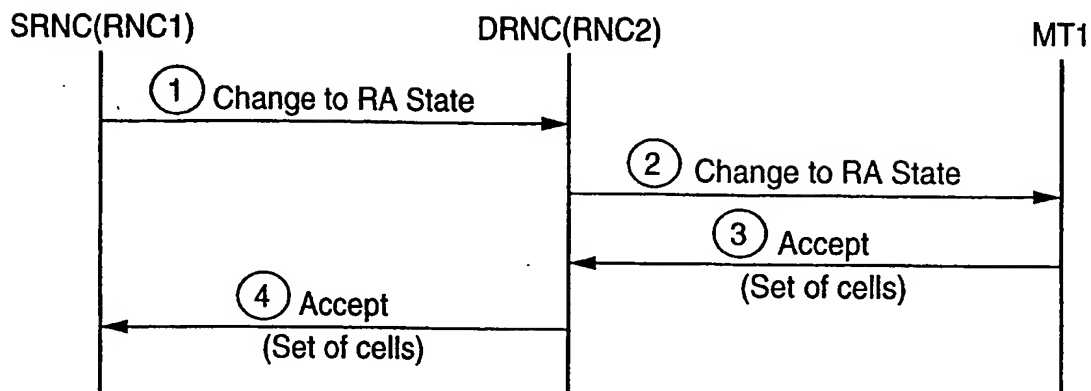 SRNC(RNC1)
DRNC(RNC2)
MT1
1 Change to RA State
2 Change to RA State
3 Accept
(Set of cells)
4 Accept
(Set of cells)